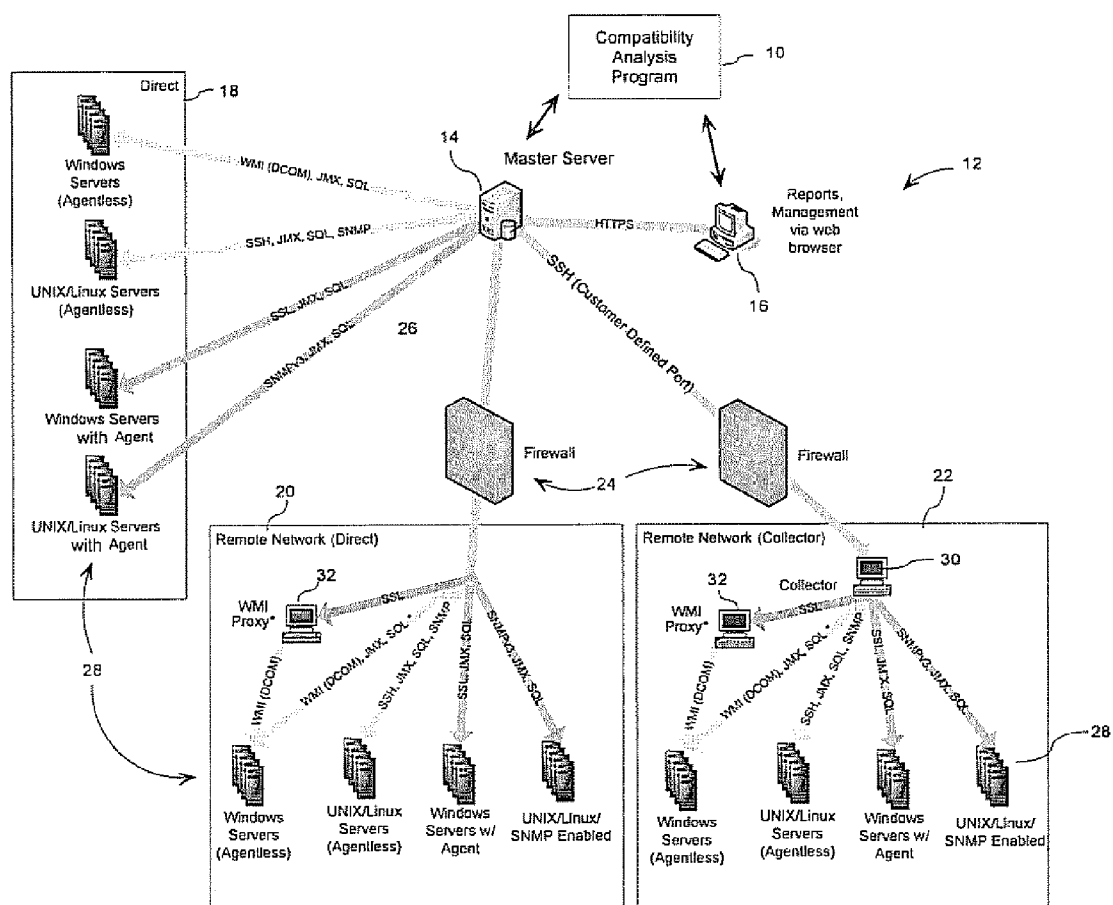 Compatibility
Analysis
Program
10
Direct
18
14
Master Server
12
Windows
Servers
(Agentless)
WMI (DCOM), JMX, SQL
HTTPS
Reports,
Management
via web
browser
16
SSH, JMX, SQL, SNMP
UNIX/Linux Servers
(Agentless)
SSL, JMX, SQL
26
SNMPv3, JMX, SQL
SSH (Customer Defined Port)
Windows Servers
with Agent
Firewall
Firewall
24
UNIX/Linux Servers
with Agent
20
22
Remote Network (Direct)
Remote Network (Collector)
32
WMI
Proxy*
SSL
30
Collector
32
WMI
Proxy*
SSL
28
WMI (DCOM)
WMI (DCOM), JMX, SQL*
SSH, JMX, SQL, SNMP
SSL, JMX, SQL
SNMPv3, JMX, SQL
WMI (DCOM)
WMI (DCOM), JMX, SQL*
SSH, JMX, SQL, SNMP
SSL, JMX, SQL
SNMPv3, JMX, SQL
28
Windows
Servers
(Agentless)
UNIX/Linux
Servers
(Agentless)
Windows
Servers w/
Agent
UNIX/Linux/
SNMP Enabled
Windows
Servers
(Agentless)
UNIX/Linux
Servers
(Agentless)
Windows
Servers w/
Agent
UNIX/Linux/
SNMP Enabled